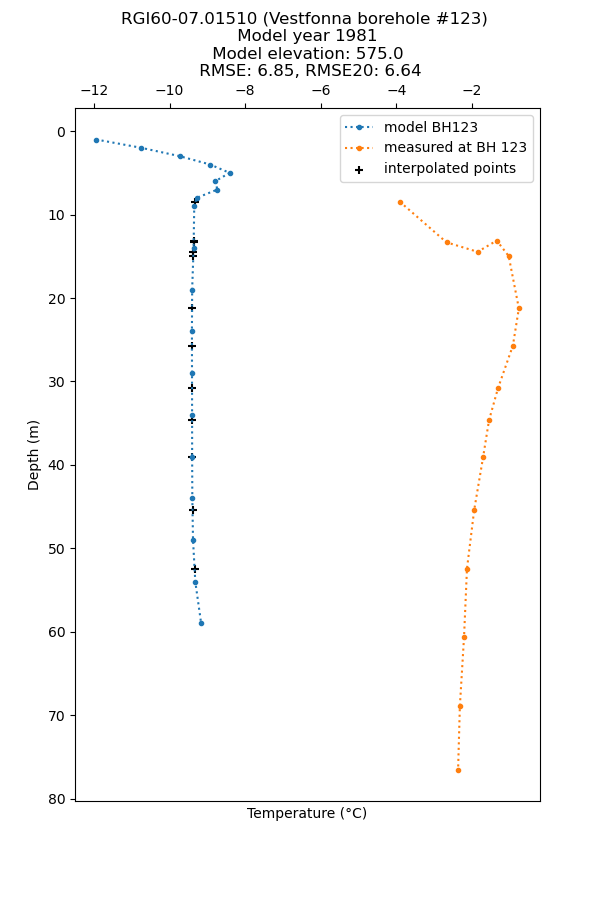 RGI60-07.01510 (Vestfonna borehole #123)
Model year 1981
Model elevation: 575.0
RMSE: 6.85, RMSE20: 6.64
−12 −10 −8 −6 −4 −2
model BH123
measured at BH 123
interpolated points
0
10
20
30
40
50
60
70
80
Depth (m)
Temperature (°C)